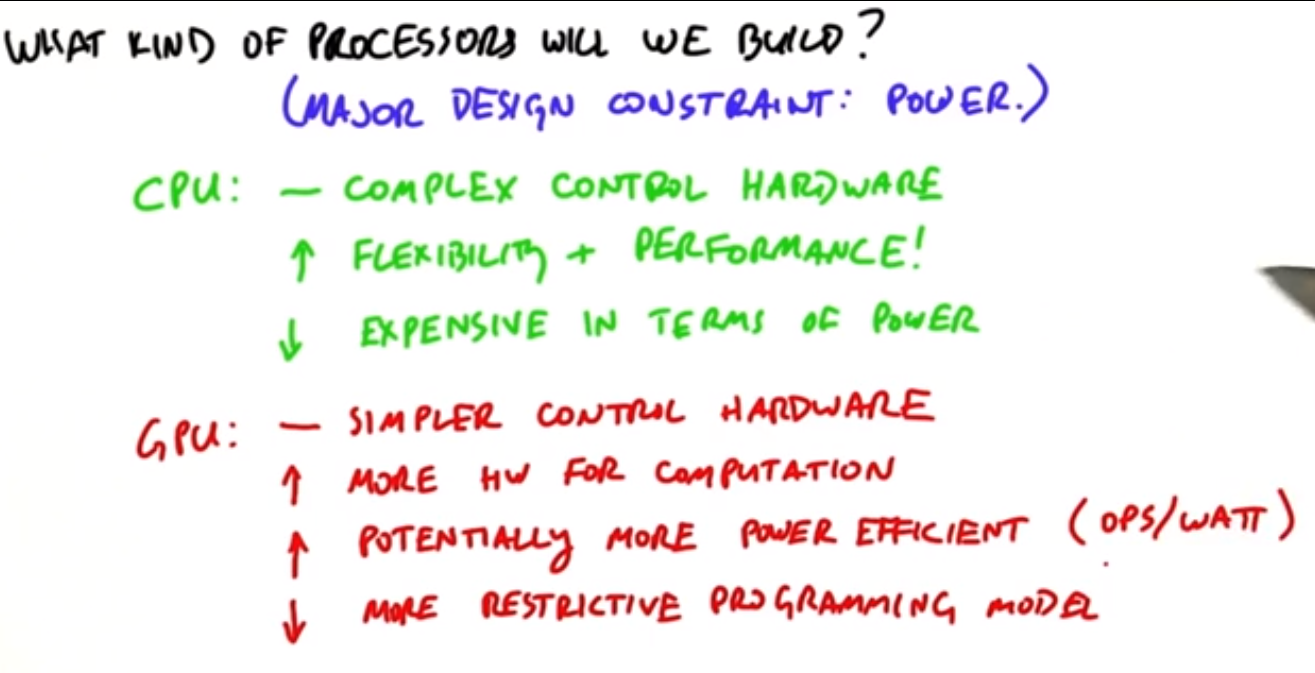 WHAT KIND OF PROCESSORS WILL WE BUILD?
(MAJOR DESIGN CONSTRAINT: POWER.)
CPU: — COMPLEX CONTROL HARDWARE
↑ FLEXIBILITY + PERFORMANCE!
↓ EXPENSIVE IN TERMS OF POWER
GPU: — SIMPLER CONTROL HARDWARE
↑ MORE HW FOR COMPUTATION
↑ POTENTIALLY MORE POWER EFFICIENT (OPS/WATT)
↓ MORE RESTRICTIVE PROGRAMMING MODEL